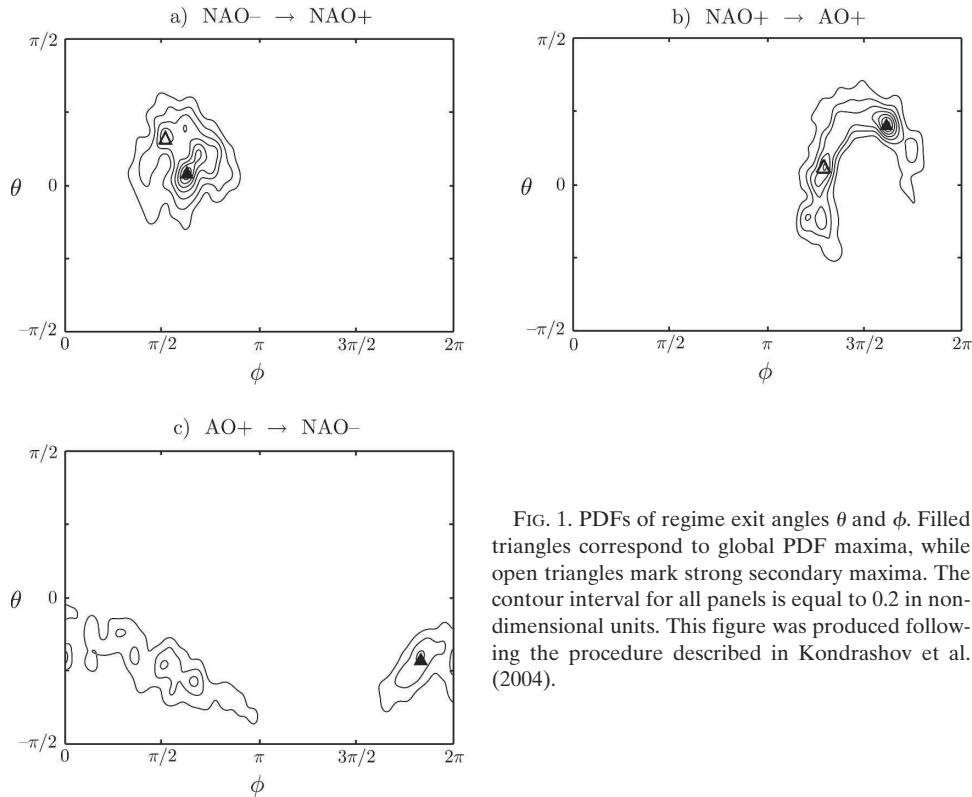 a) NAO– → NAO+
π/2
θ
0
–π/2
0
π/2
π
3π/2
2π
ϕ
b) NAO+ → AO+
π/2
θ
0
–π/2
0
π/2
π
3π/2
2π
ϕ
c) AO+ → NAO–
π/2
θ
0
–π/2
0
π/2
π
3π/2
2π
ϕ
FIG. 1. PDFs of regime exit angles θ and ϕ. Filled
triangles correspond to global PDF maxima, while
open triangles mark strong secondary maxima. The
contour interval for all panels is equal to 0.2 in non-
dimensional units. This figure was produced follow-
ing the procedure described in Kondrashov et al.
(2004).